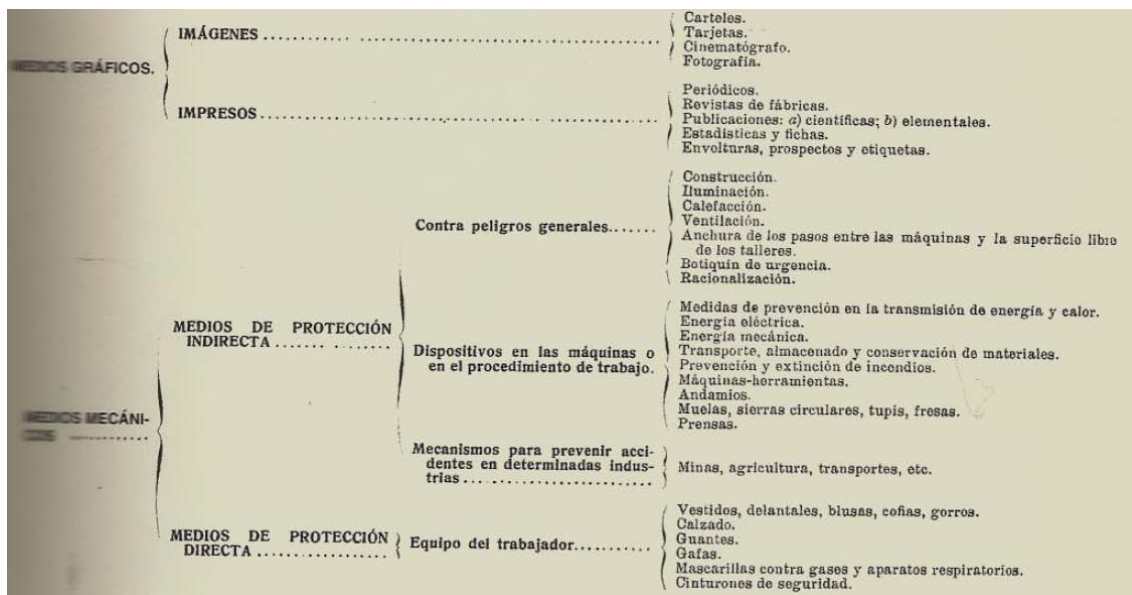 MEDIOS GRÁFICOS.
IMÁGENES
Carteles.
Tarjetas.
Cinematógrafo.
Fotografía.
IMPRESOS
Periódicos.
Revistas de fábricas.
Publicaciones: a) científicas; b) elementales.
Estadísticas y fichas.
Envolturas, prospectos y etiquetas.
MEDIOS MECÁNI-
COS
MEDIOS DE PROTECCIÓN
INDIRECTA
Contra peligros generales
Construcción.
Iluminación.
Calefacción.
Ventilación.
Anchura de los pasos entre las máquinas y la superficie libre
de los talleres.
Botiquín de urgencia.
Racionalización.
Dispositivos en las máquinas o
en el procedimiento de trabajo.
Medidas de prevención en la transmisión de energía y calor.
Energía eléctrica.
Energía mecánica.
Transporte, almacenado y conservación de materiales.
Prevención y extinción de incendios.
Máquinas-herramientas.
Andamios.
Muelas, sierras circulares, tupís, fresas.
Prensas.
Mecanismos para prevenir acci-
dentes en determinadas indus-
trias
Minas, agricultura, transportes, etc.
MEDIOS DE PROTECCIÓN
DIRECTA
Equipo del trabajador
Vestidos, delantales, blusas, cofias, gorros.
Calzado.
Guantes.
Gafas.
Mascarillas contra gases y aparatos respiratorios.
Cinturones de seguridad.